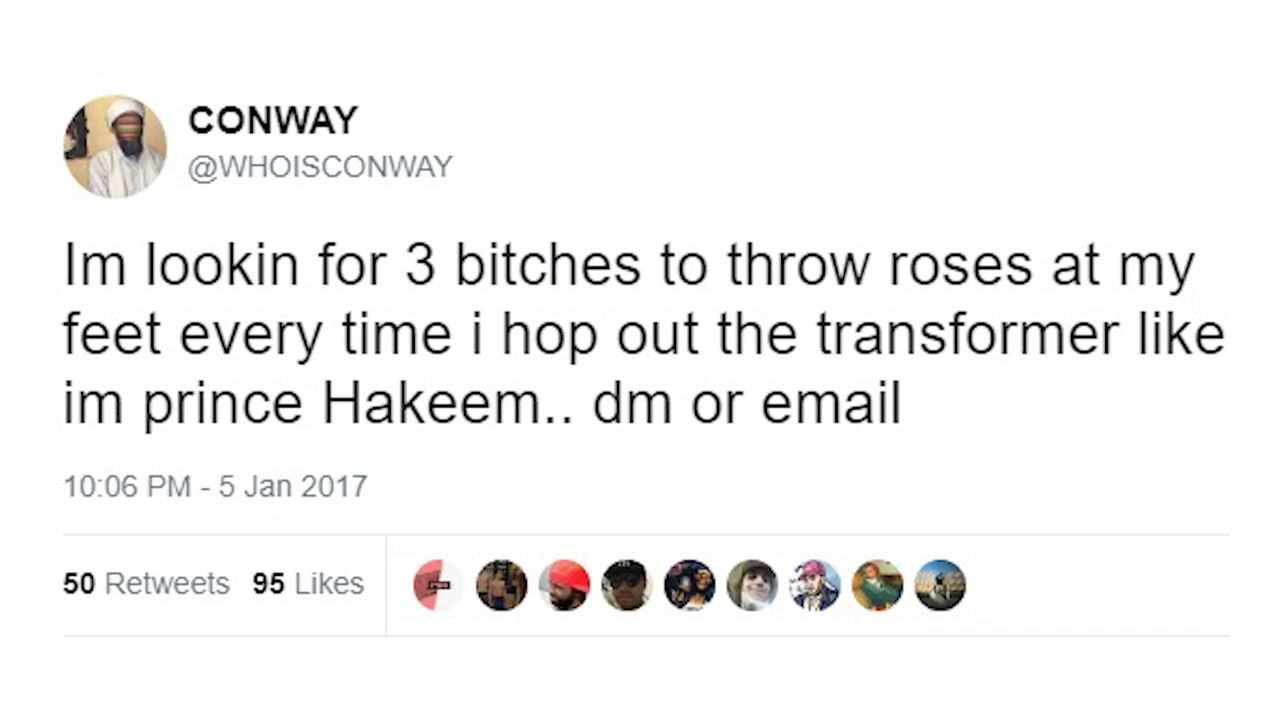 CONWAY
@WHOISCONWAY
Im lookin for 3 bitches to throw roses at my
feet every time i hop out the transformer like
im prince Hakeem.. dm or email
10:06 PM - 5 Jan 2017
50 Retweets 95 Likes